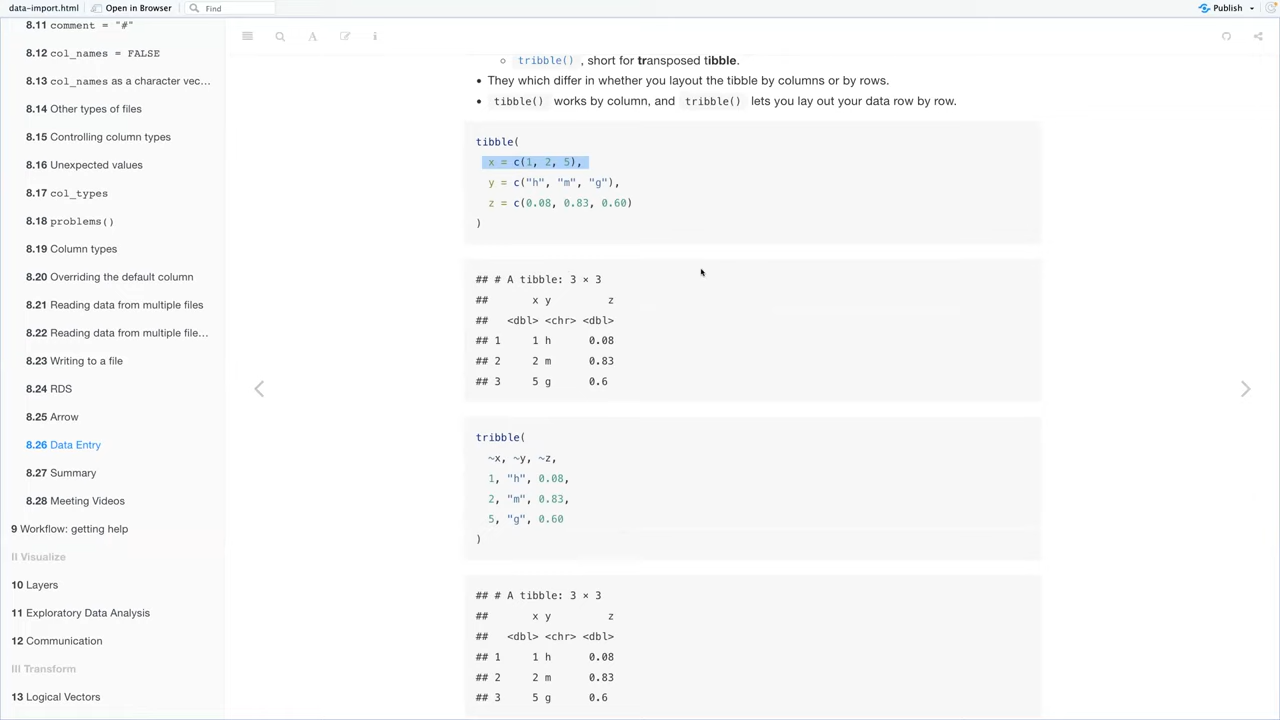 data-import.html
Open in Browser
Find
Publish
8.11 comment = "#"
8.12 col_names = FALSE
8.13 col_names as a character vec...
8.14 Other types of files
8.15 Controlling column types
8.16 Unexpected values
8.17 col_types
8.18 problems()
8.19 Column types
8.20 Overriding the default column
8.21 Reading data from multiple files
8.22 Reading data from multiple file...
8.23 Writing to a file
8.24 RDS
8.25 Arrow
8.26 Data Entry
8.27 Summary
8.28 Meeting Videos
9 Workflow: getting help
II Visualize
10 Layers
11 Exploratory Data Analysis
12 Communication
III Transform
13 Logical Vectors
tribble() , short for transposed tibble.
They which differ in whether you layout the tibble by columns or by rows.
tibble() works by column, and tribble() lets you lay out your data row by row.
tibble(
x = c(1, 2, 5),
y = c("h", "m", "g"),
z = c(0.08, 0.83, 0.60)
)
## # A tibble: 3 × 3
## x y z
## <dbl> <chr> <dbl>
## 1 1 h 0.08
## 2 2 m 0.83
## 3 5 g 0.6
tribble(
~x, ~y, ~z,
1, "h", 0.08,
2, "m", 0.83,
5, "g", 0.60
)
## # A tibble: 3 × 3
## x y z
## <dbl> <chr> <dbl>
## 1 1 h 0.08
## 2 2 m 0.83
## 3 5 g 0.6